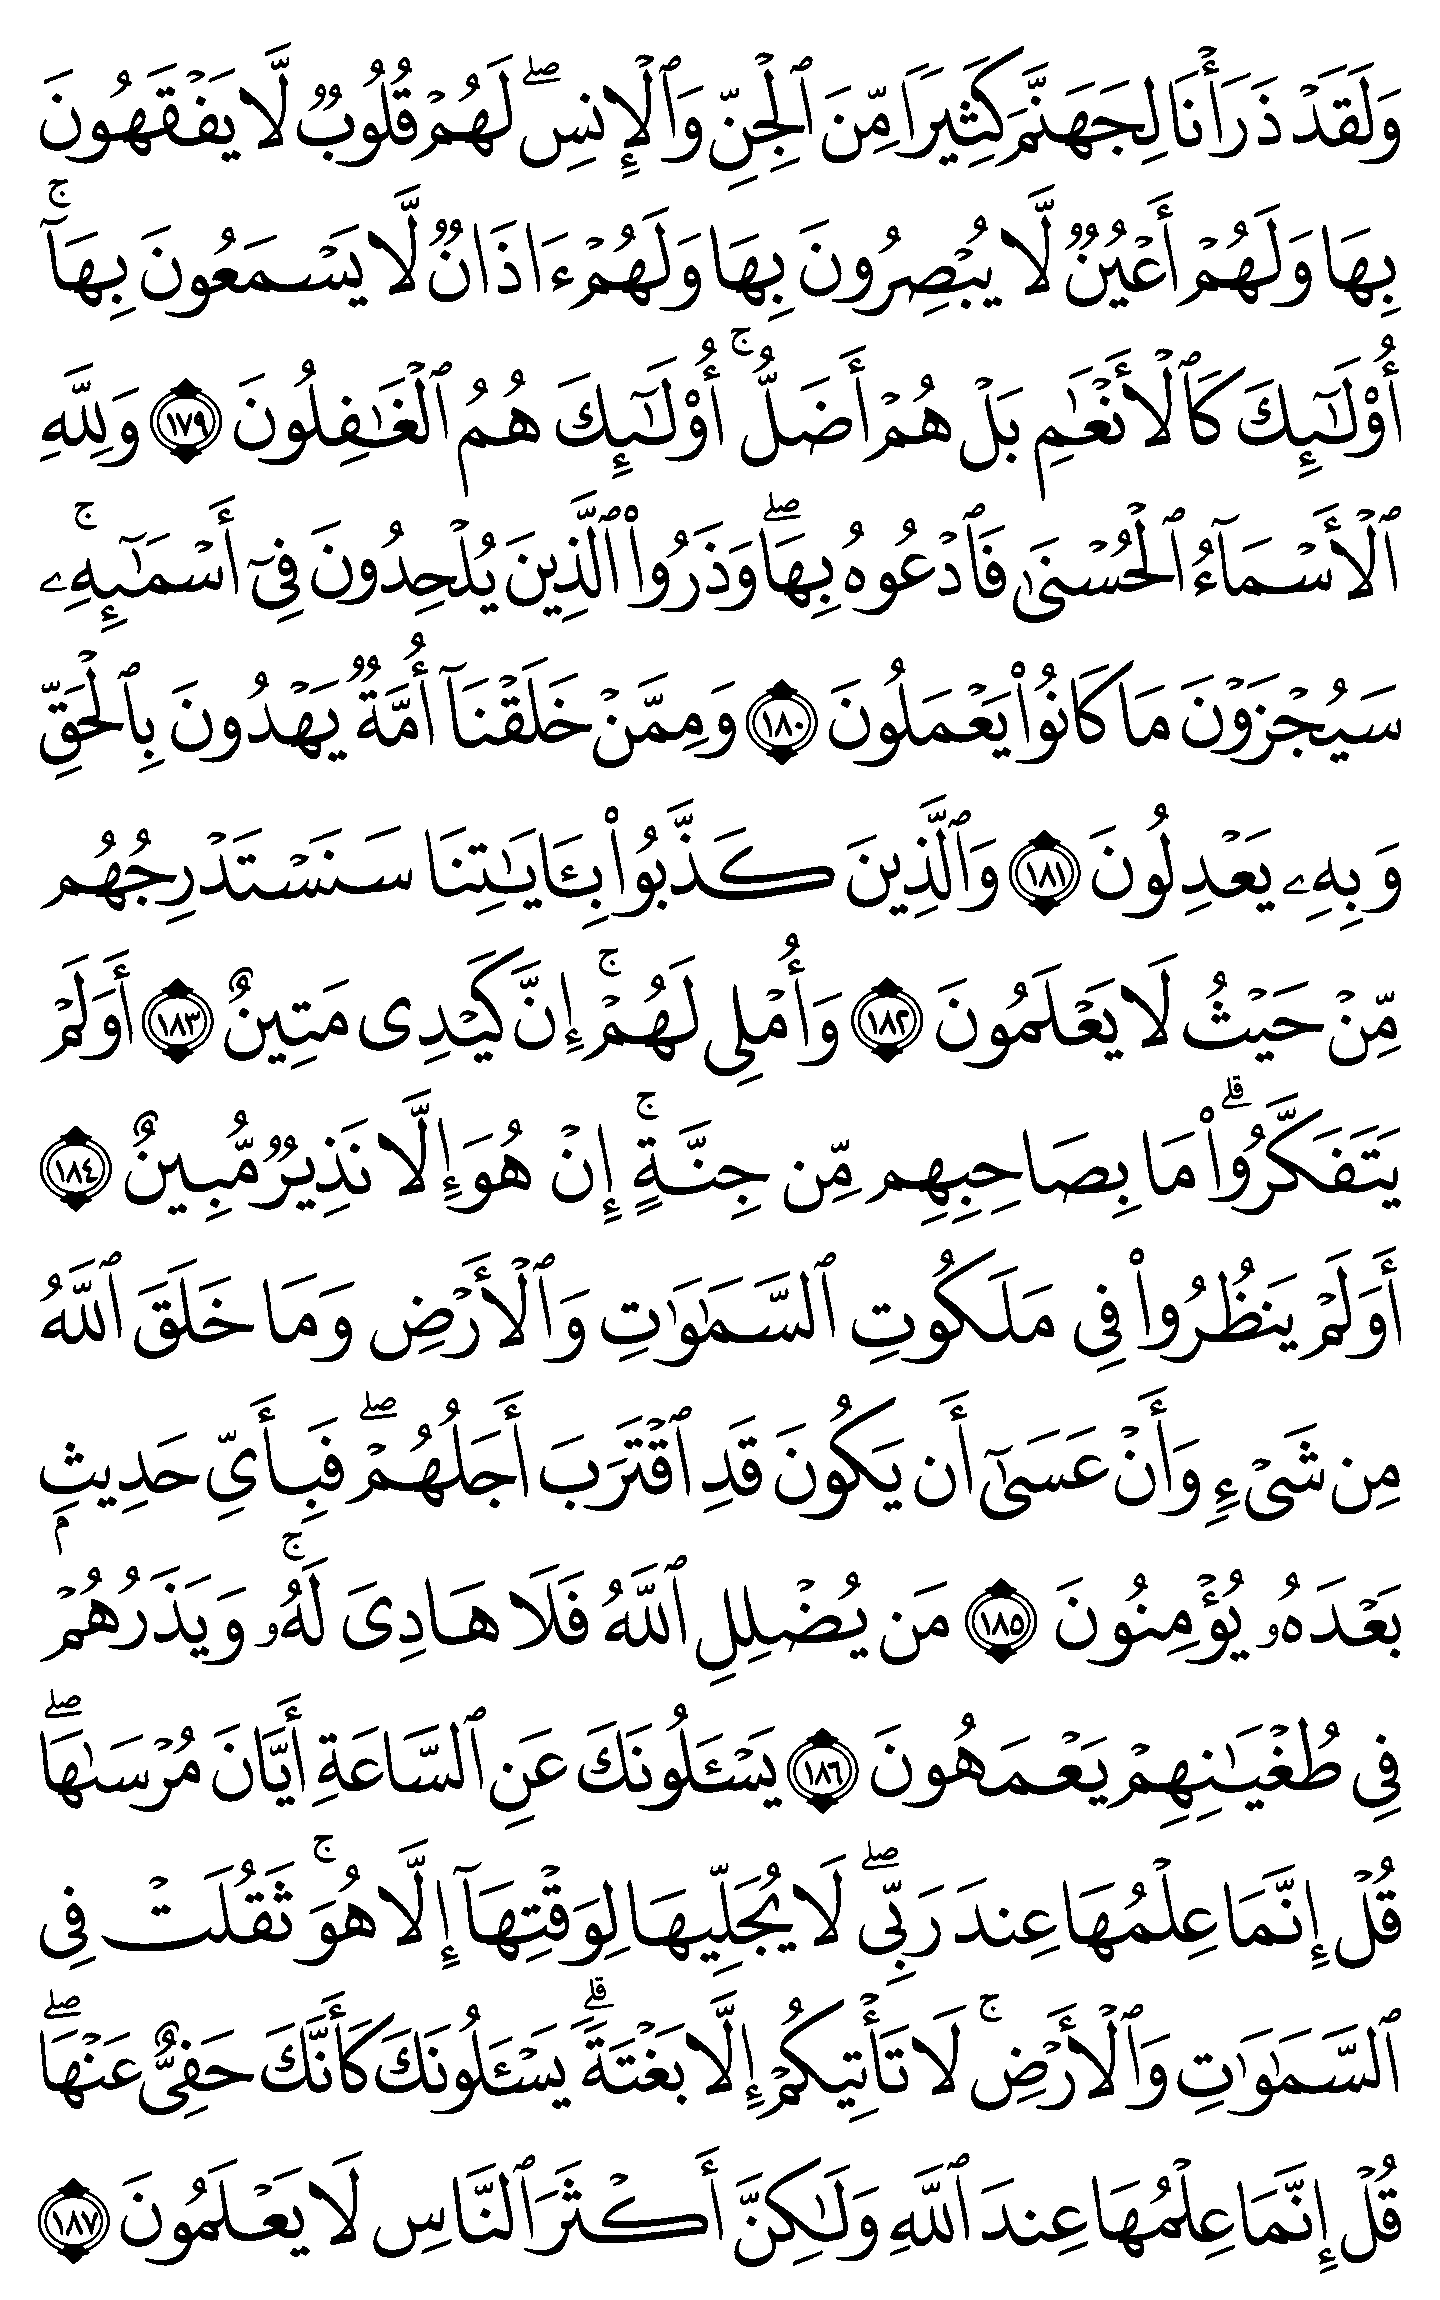 وَلَقَدۡ ذَرَأۡنَا لِجَهَنَّمَ كَثِيرٗا مِّنَ ٱلۡجِنِّ وَٱلۡإِنسِۖ لَهُمۡ قُلُوبٞ لَّا يَفۡقَهُونَ
بِهَا وَلَهُمۡ أَعۡيُنٞ لَّا يُبۡصِرُونَ بِهَا وَلَهُمۡ ءَاذَانٞ لَّا يَسۡمَعُونَ بِهَآۚ
أُوْلَٰٓئِكَ كَٱلۡأَنۡعَٰمِ بَلۡ هُمۡ أَضَلُّۚ أُوْلَٰٓئِكَ هُمُ ٱلۡغَٰفِلُونَ ١٧٩ وَلِلَّهِ
ٱلۡأَسۡمَآءُ ٱلۡحُسۡنَىٰ فَٱدۡعُوهُ بِهَاۖ وَذَرُواْ ٱلَّذِينَ يُلۡحِدُونَ فِيٓ أَسۡمَٰٓئِهِۦۚ
سَيُجۡزَوۡنَ مَا كَانُواْ يَعۡمَلُونَ ١٨٠ وَمِمَّنۡ خَلَقۡنَآ أُمَّةٞ يَهۡدُونَ بِٱلۡحَقِّ
وَبِهِۦ يَعۡدِلُونَ ١٨١ وَٱلَّذِينَ كَذَّبُواْ بِـَٔايَٰتِنَا سَنَسۡتَدۡرِجُهُم
مِّنۡ حَيۡثُ لَا يَعۡلَمُونَ ١٨٢ وَأُمۡلِي لَهُمۡۚ إِنَّ كَيۡدِي مَتِينٌ ١٨٣ أَوَلَمۡ
يَتَفَكَّرُواْۗ مَا بِصَاحِبِهِم مِّن جِنَّةٍۚ إِنۡ هُوَ إِلَّا نَذِيرٞ مُّبِينٌ ١٨٤
أَوَلَمۡ يَنظُرُواْ فِي مَلَكُوتِ ٱلسَّمَٰوَٰتِ وَٱلۡأَرۡضِ وَمَا خَلَقَ ٱللَّهُ
مِن شَيۡءٖ وَأَنۡ عَسَىٰٓ أَن يَكُونَ قَدِ ٱقۡتَرَبَ أَجَلُهُمۡۖ فَبِأَيِّ حَدِيثِۭ
بَعۡدَهُۥ يُؤۡمِنُونَ ١٨٥ مَن يُضۡلِلِ ٱللَّهُ فَلَا هَادِيَ لَهُۥۚ وَيَذَرُهُمۡ
فِي طُغۡيَٰنِهِمۡ يَعۡمَهُونَ ١٨٦ يَسۡـَٔلُونَكَ عَنِ ٱلسَّاعَةِ أَيَّانَ مُرۡسَىٰهَاۖ
قُلۡ إِنَّمَا عِلۡمُهَا عِندَ رَبِّيۖ لَا يُجَلِّيهَا لِوَقۡتِهَآ إِلَّا هُوَۚ ثَقُلَتۡ فِي
ٱلسَّمَٰوَٰتِ وَٱلۡأَرۡضِۚ لَا تَأۡتِيكُمۡ إِلَّا بَغۡتَةٗۗ يَسۡـَٔلُونَكَ كَأَنَّكَ حَفِيٌّ عَنۡهَاۖ
قُلۡ إِنَّمَا عِلۡمُهَا عِندَ ٱللَّهِ وَلَٰكِنَّ أَكۡثَرَ ٱلنَّاسِ لَا يَعۡلَمُونَ ١٨٧